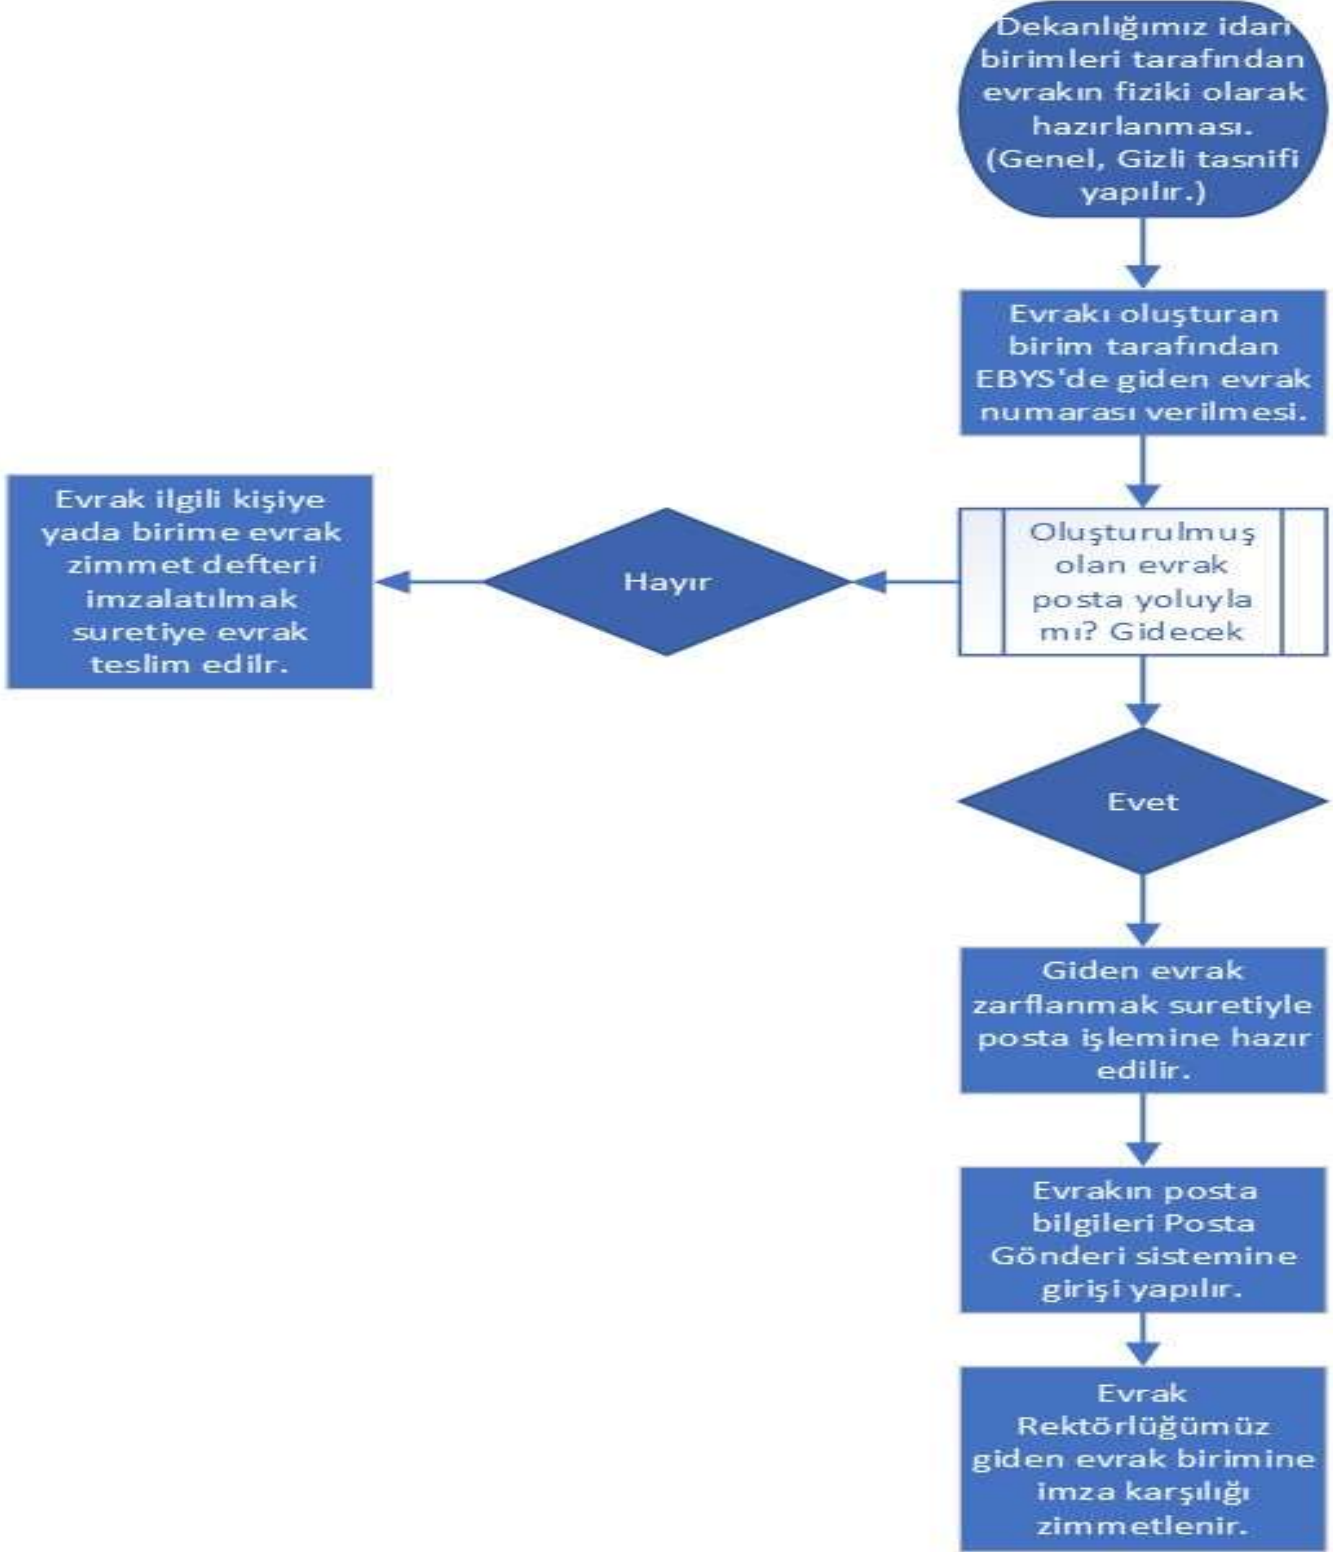 Dekanlığımız idari
birimleri tarafından
evrakın fiziki olarak
hazırlanması.
(Genel, Gizli tasnifi
yapılır.)
Evrakı oluşturan
birim tarafından
EBYS'de giden evrak
numarası verilmesi.
Oluşturulmuş
olan evrak
posta yoluyla
mı? Gidecek
Hayır
Evrak ilgili kişiye
yada birime evrak
zimmet defteri
imzalatılmak
suretiye evrak
teslim edilr.
Evet
Giden evrak
zarflanmak suretiyle
posta işlemine hazır
edilir.
Evrakın posta
bilgileri Posta
Gönderi sistemine
girişi yapılır.
Evrak
Rektörlüğümüz
giden evrak birimine
imza karşılığı
zimmetlenir.